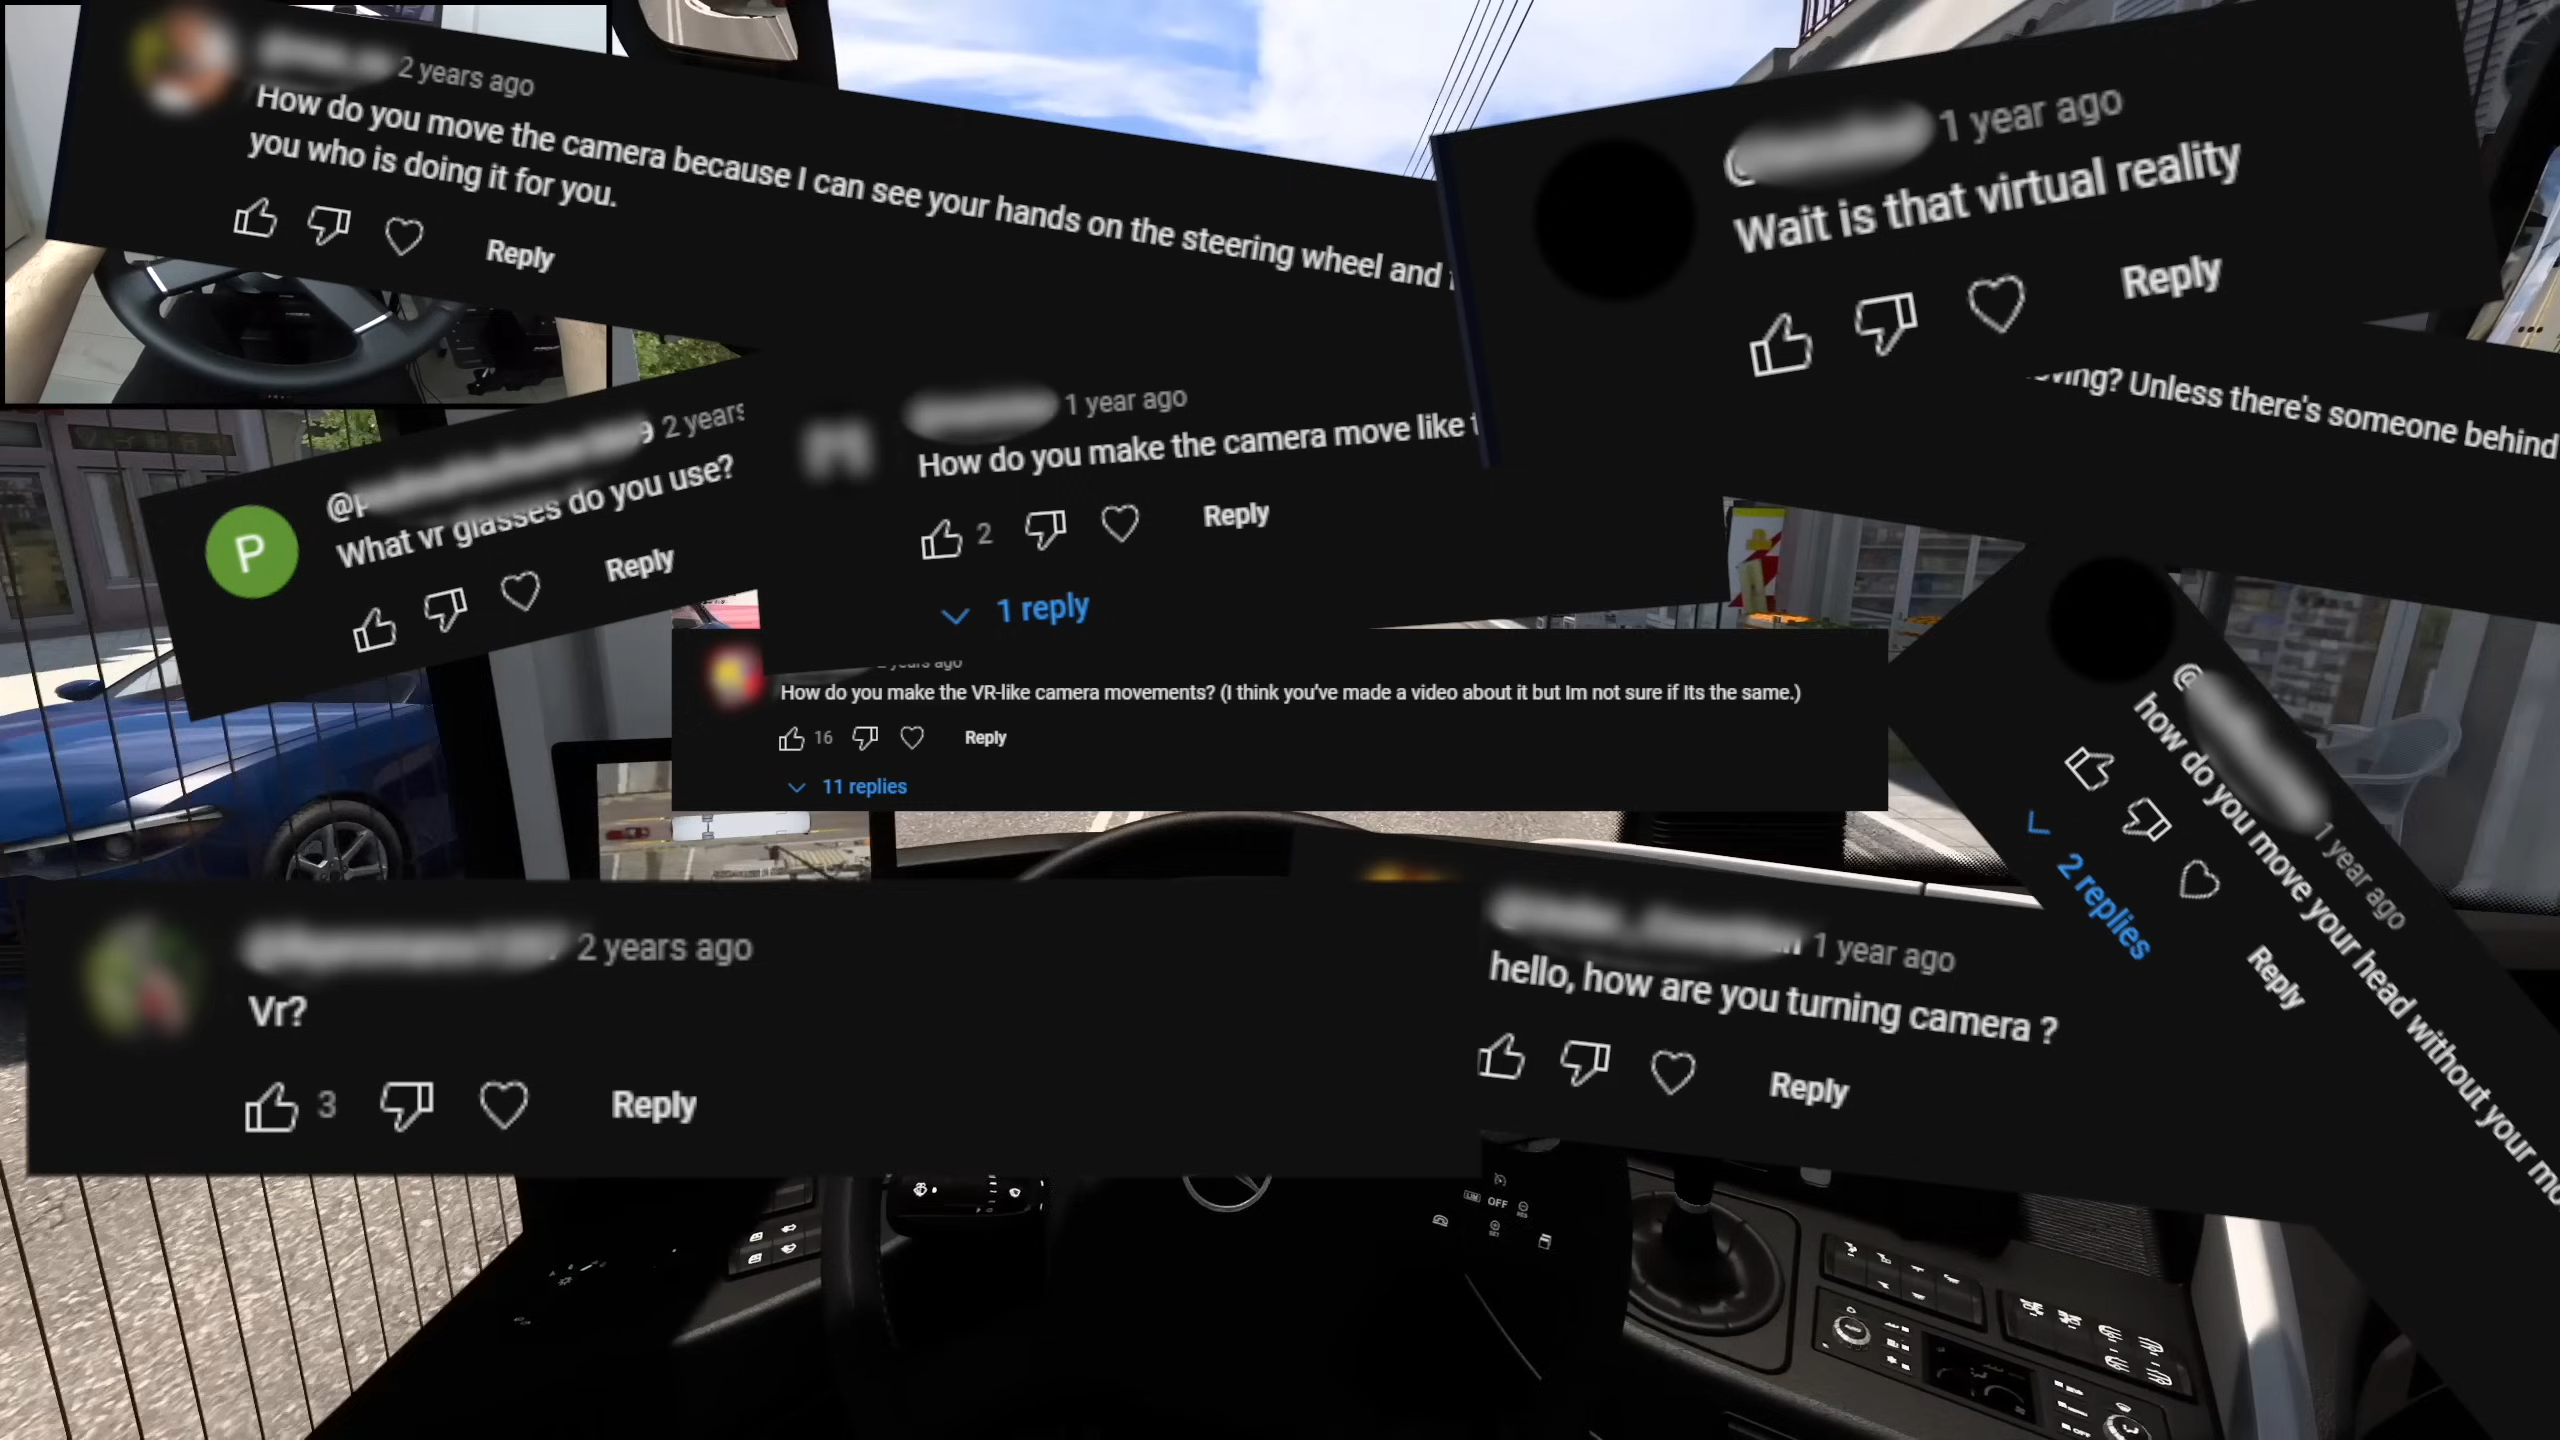 2 years ago
How do you move the camera because I can see your hands on the steering wheel and
you who is doing it for you.
Reply
1 year ago
Wait is that virtual reality
Reply
Unless there's someone behind
2 years
What vr glasses do you use?
P
Reply
1 year ago
How do you make the camera move like
2
Reply
1 reply
2 years ago
How do you make the VR-like camera movements? (I think you've made a video about it but Im not sure if Its the same.)
16
Reply
11 replies
@
1 year ago
how do you move your head without your
Reply
2 replies
2 years ago
Vr?
3
Reply
1 year ago
hello, how are you turning camera ?
Reply
LIM OFF
SET